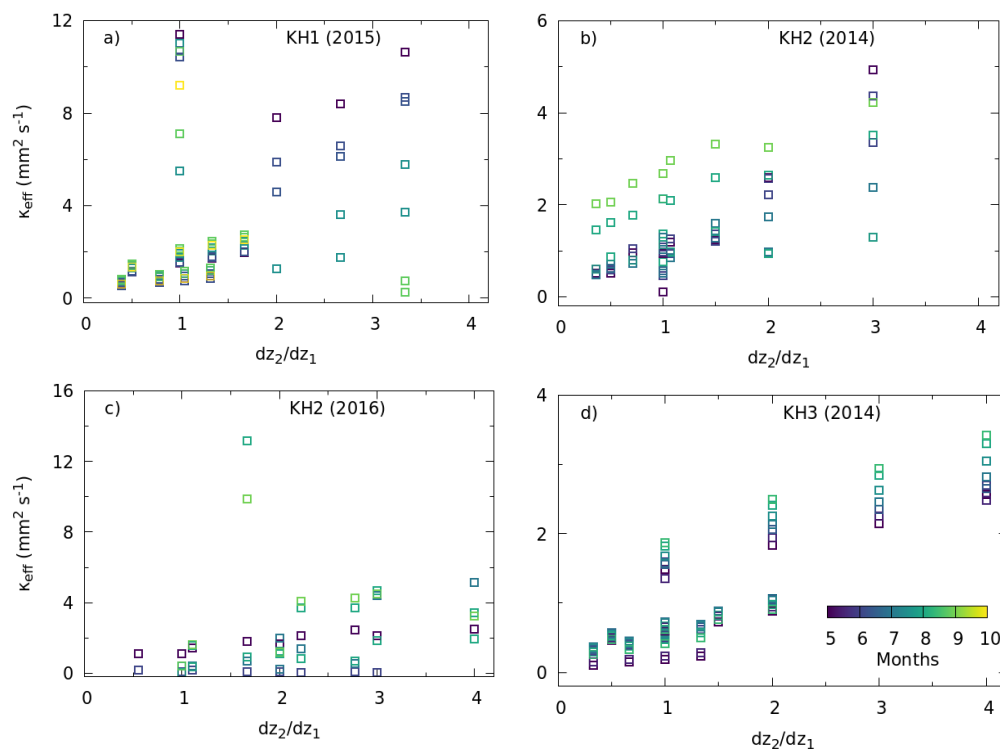 a) KH1 (2015)
12
8
4
0
κeff (mm² s⁻¹)
0 1 2 3 4
dz₂/dz₁
b) KH2 (2014)
6
4
2
0
0 1 2 3 4
dz₂/dz₁
c) KH2 (2016)
16
12
8
4
0
κeff (mm² s⁻¹)
0 1 2 3 4
dz₂/dz₁
d) KH3 (2014)
4
2
0
5 6 7 8 9 10
Months
0 1 2 3 4
dz₂/dz₁